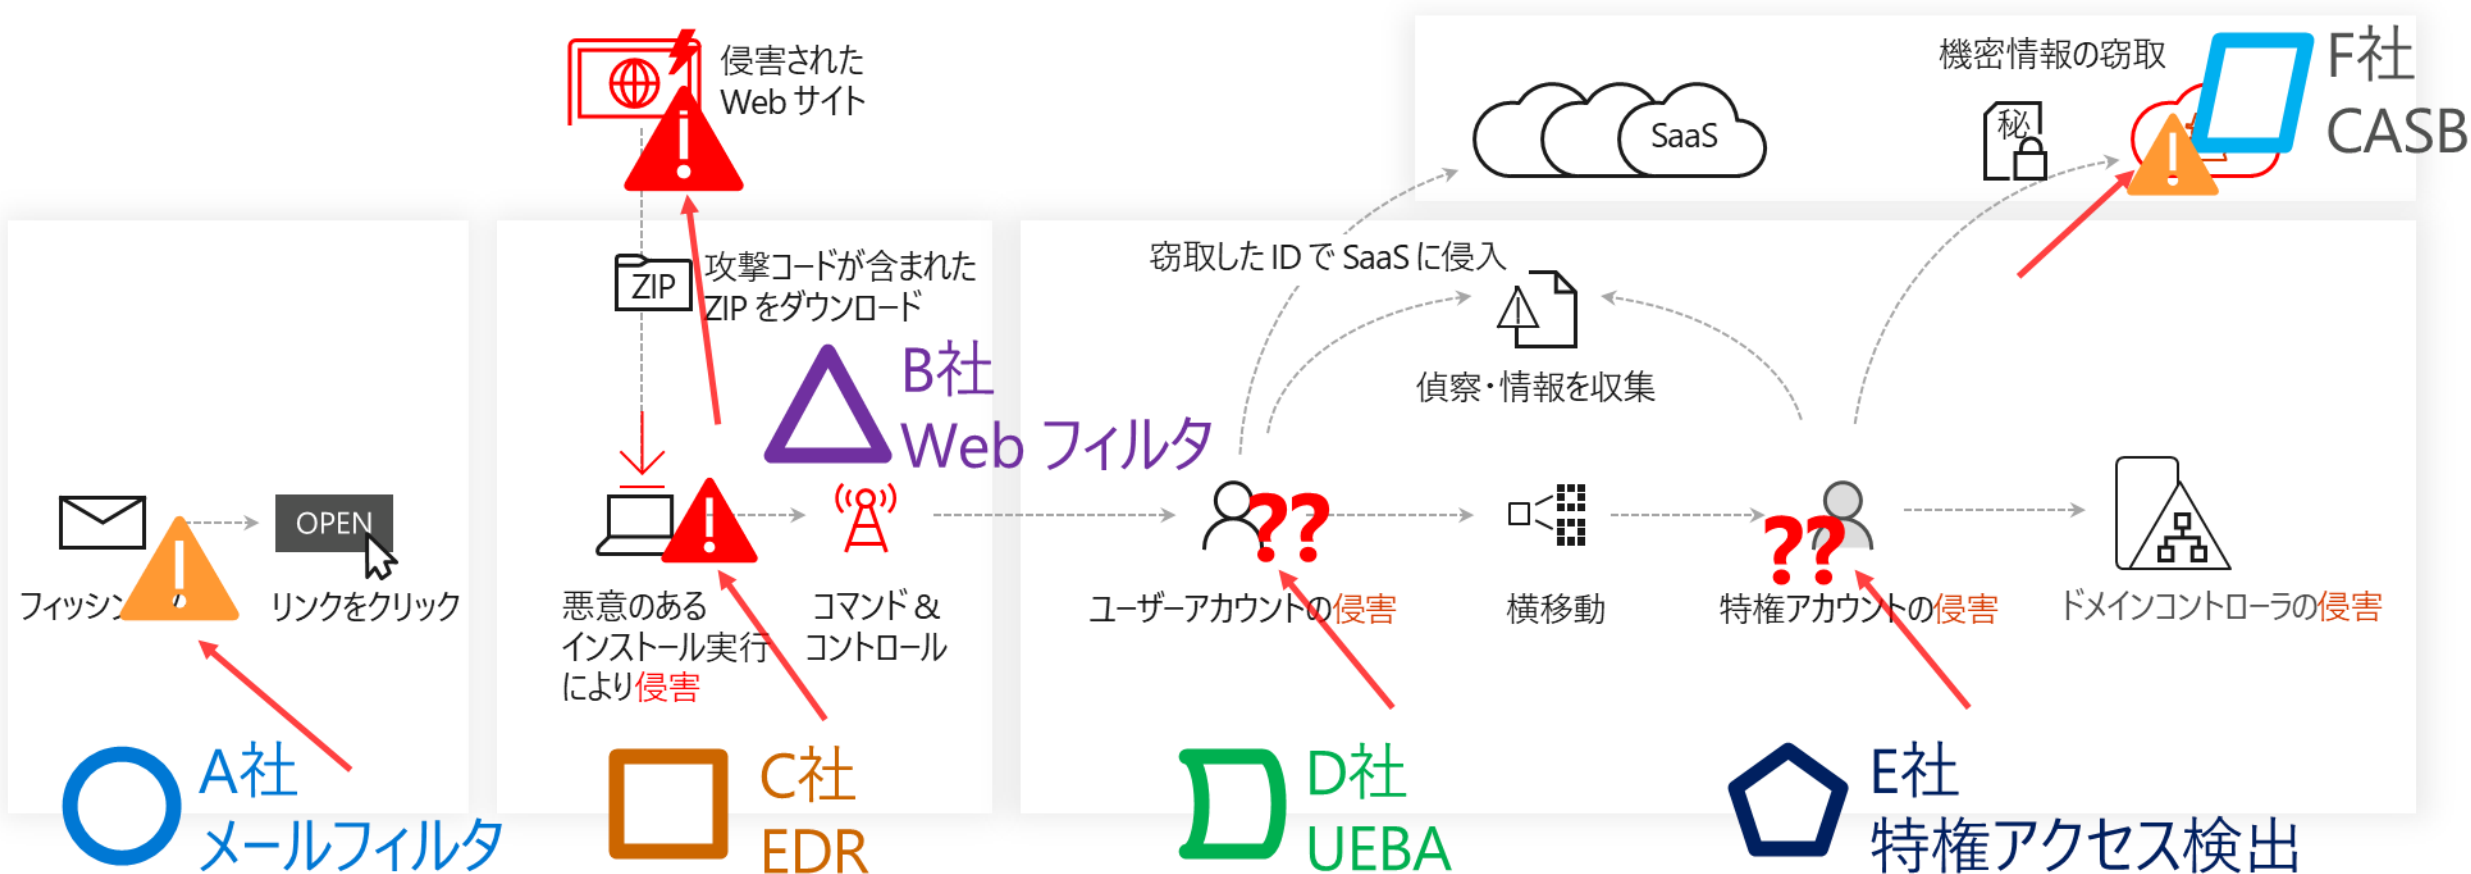 侵害された
Web サイト
機密情報の窃取
F社
CASB
SaaS
秘
攻撃コードが含まれた
ZIP をダウンロード
ZIP
窃取した ID で SaaS に侵入
偵察・情報を収集
B社
Web フィルタ
OPEN
??
??
フィッシン
リンクをクリック
悪意のある
インストール実行
により侵害
コマンド &
コントロール
ユーザーアカウントの侵害
横移動
特権アカウントの侵害
ドメインコントローラの侵害
A社
メールフィルタ
C社
EDR
D社
UEBA
E社
特権アクセス検出